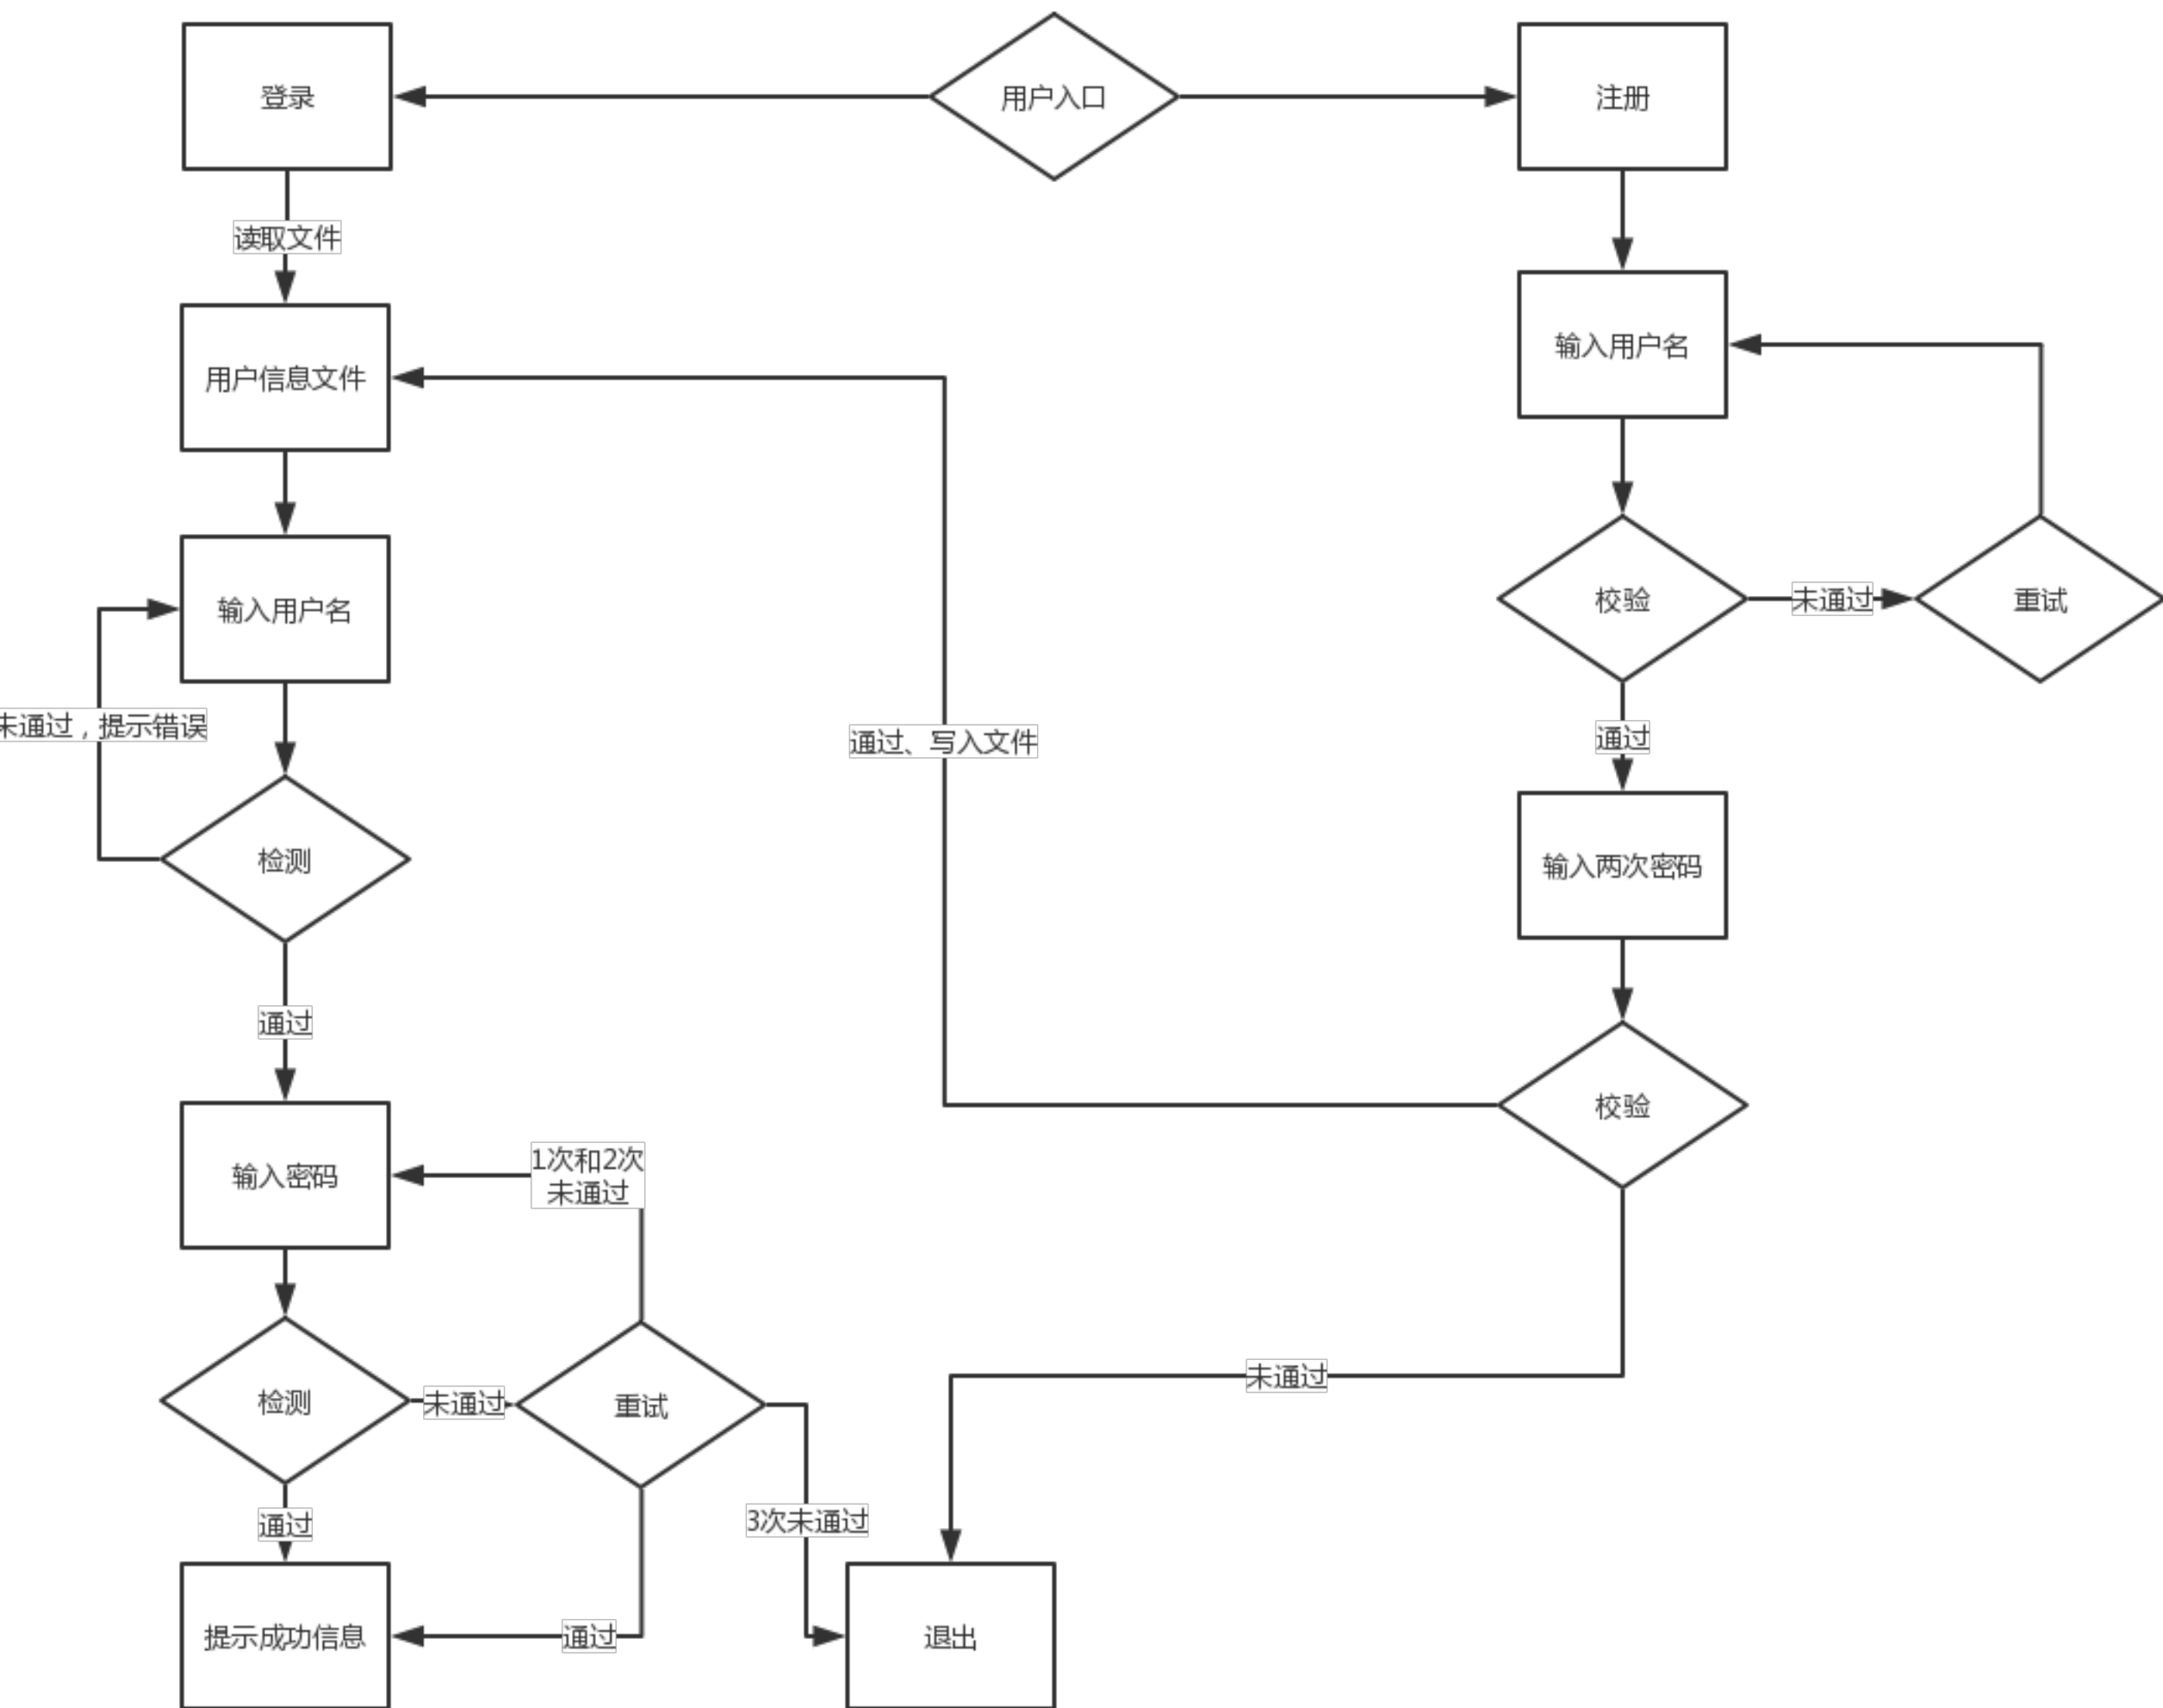 登录
用户入口
注册
读取文件
用户信息文件
输入用户名
输入用户名
校验
未通过
重试
未通过，提示错误
通过、写入文件
通过
检测
输入两次密码
通过
校验
输入密码
1次和2次
未通过
未通过
检测
未通过
重试
通过
3次未通过
提示成功信息
通过
退出